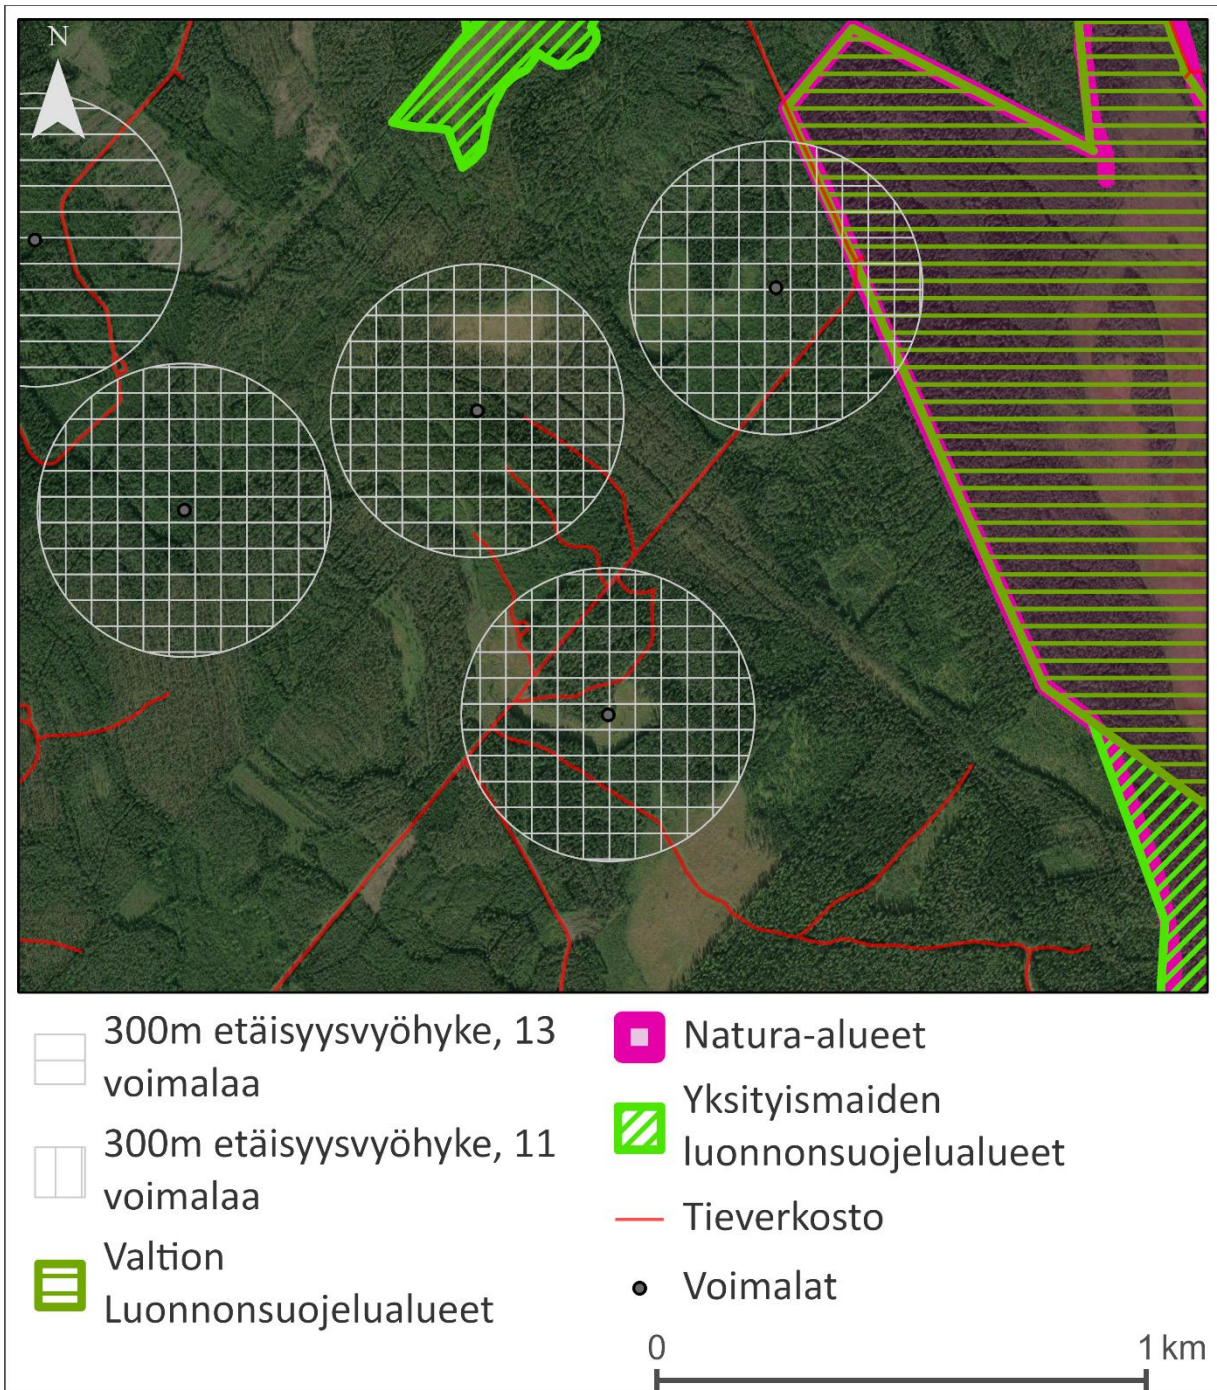 N
300m etäisyysvyöhyke, 13
voimalaa
300m etäisyysvyöhyke, 11
voimalaa
Valtion
Luonnonsuojelualueet
Natura-alueet
Yksityismaiden
luonnonsuojelualueet
Tieverkosto
Voimalat
0 1 km